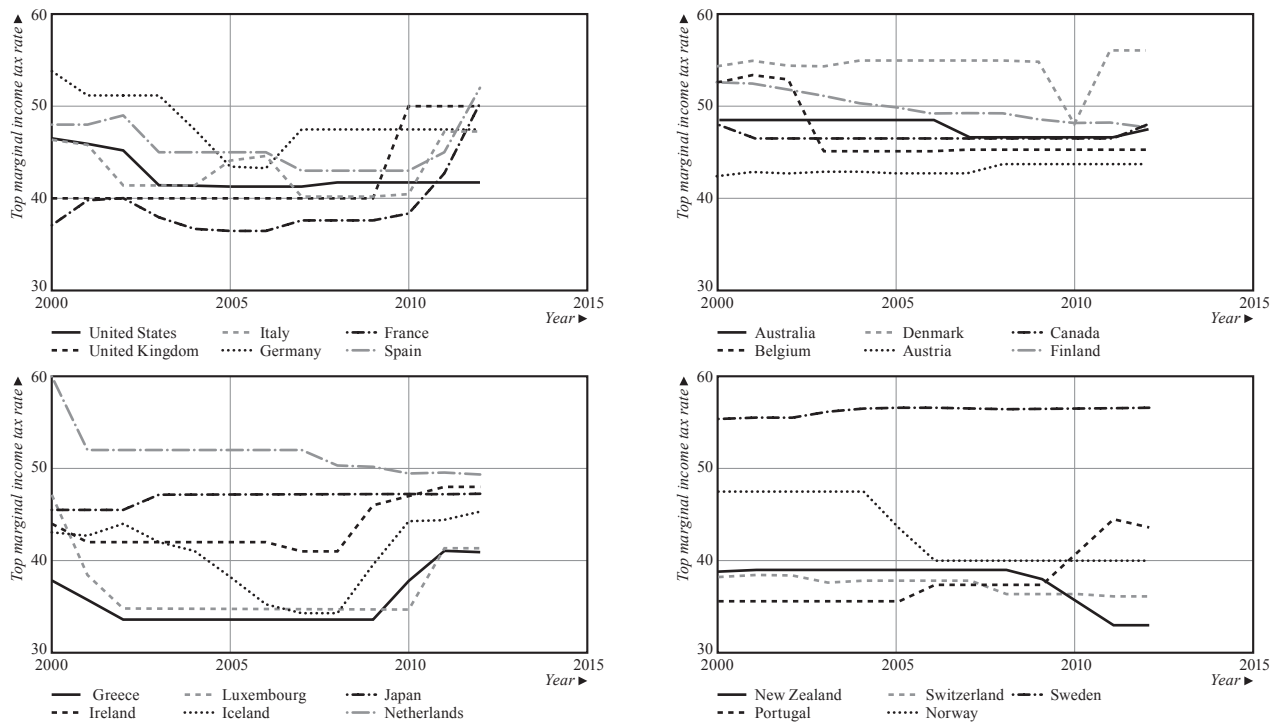 60
50
40
30
Top marginal income tax rate ▲
2000 2005 2010 2015
Year ►
United States Italy France
United Kingdom Germany Spain
60
50
40
30
Top marginal income tax rate ▲
2000 2005 2010 2015
Year ►
Australia Denmark Canada
Belgium Austria Finland
60
50
40
30
Top marginal income tax rate ▲
2000 2005 2010 2015
Year ►
Greece Luxembourg Japan
Ireland Iceland Netherlands
60
50
40
30
Top marginal income tax rate ▲
2000 2005 2010 2015
Year ►
New Zealand Switzerland Sweden
Portugal Norway